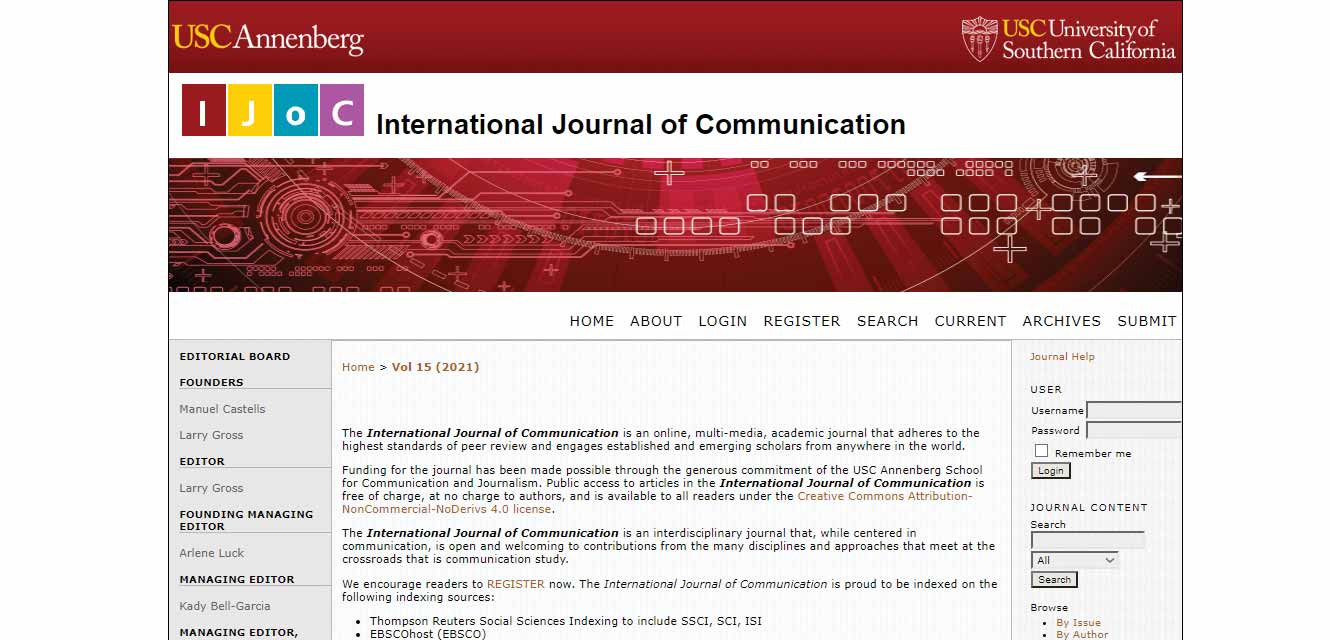 USC Annenberg
USC University of
Southern California
I J o C
International Journal of Communication
HOME ABOUT LOGIN REGISTER SEARCH CURRENT ARCHIVES SUBMIT
EDITORIAL BOARD
FOUNDERS
Manuel Castells
Larry Gross
EDITOR
Larry Gross
FOUNDING MANAGING
EDITOR
Arlene Luck
MANAGING EDITOR
Kady Bell-Garcia
MANAGING EDITOR,
Home > Vol 15 (2021)
The International Journal of Communication is an online, multi-media, academic journal that adheres to the
highest standards of peer review and engages established and emerging scholars from anywhere in the world.
Funding for the journal has been made possible through the generous commitment of the USC Annenberg School
for Communication and Journalism. Public access to articles in the International Journal of Communication is
free of charge, at no charge to authors, and is available to all readers under the Creative Commons Attribution-
NonCommercial-NoDerivs 4.0 license.
The International Journal of Communication is an interdisciplinary journal that, while centered in
communication, is open and welcoming to contributions from the many disciplines and approaches that meet at the
crossroads that is communication study.
We encourage readers to REGISTER now. The International Journal of Communication is proud to be indexed on the
following indexing sources:
• Thompson Reuters Social Sciences Indexing to include SSCI, SCI, ISI
• EBSCOhost (EBSCO)
Journal Help
USER
Username
Password
Remember me
Login
JOURNAL CONTENT
Search
All
Search
Browse
• By Issue
• By Author